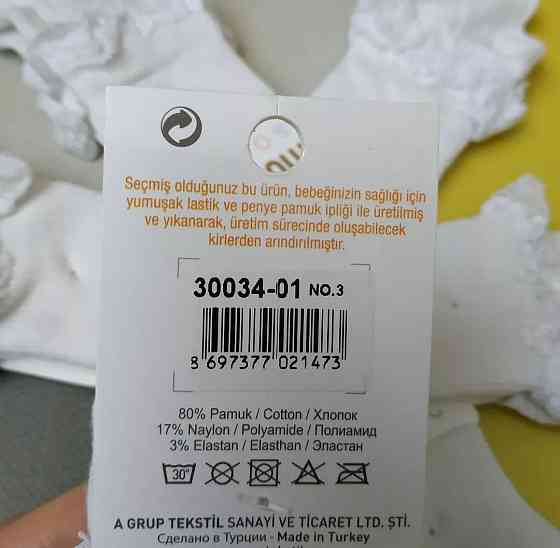 Seçmiş olduğunuz bu ürün, bebeğinizin sağlığı için
yumuşak lastik ve penye pamuk ipliği ile üretilmiş
ve yıkanarak, üretim sürecinde oluşabilecek
kirlerden arındırılmıştır.
30034-01 NO.3
8 697377 021473
80% Pamuk / Cotton / Хлопок
17% Naylon / Polyamide / Полиамид
3% Elastan / Elasthan / Эластан
30°
A GRUP TEKSTİL SANAYİ VE TİCARET LTD. ŞTİ.
Сделано в Турции - Made in Turkey